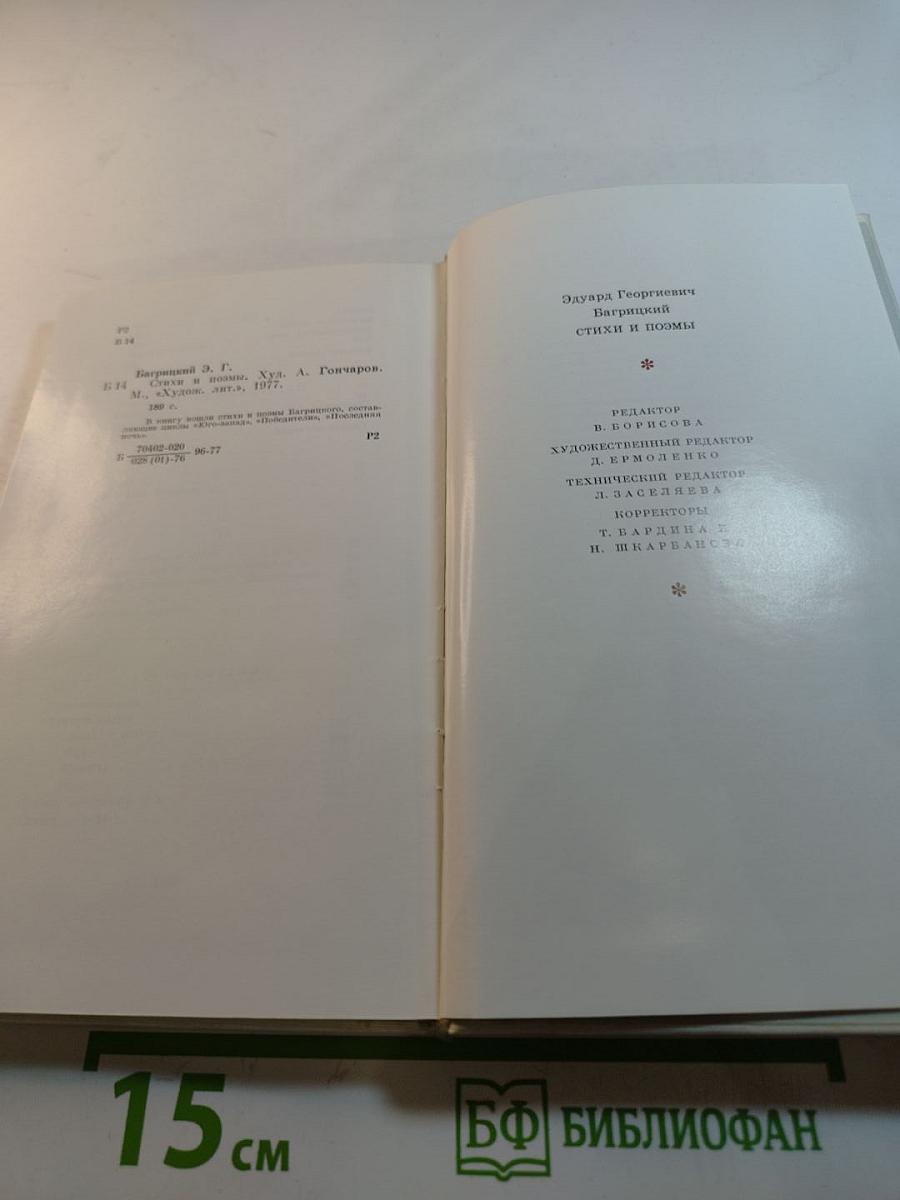 Р2
Б 14
Багрицкий Э. Г.
Б 14 Стихи и поэмы. Худ. А. Гончаров.
М., «Худож. лит.», 1977.
189 с.
В книгу вошли стихи и поэмы Багрицкого, состав-
ляющие циклы «Юго-запад», «Победители», «Последняя
ночь».
Р2
Б 70402-020
028 (01)-76 96-77
Эдуард Георгиевич
Багрицкий
СТИХИ И ПОЭМЫ
*
РЕДАКТОР
В. БОРИСОВА
ХУДОЖЕСТВЕННЫЙ РЕДАКТОР
Д. ЕРМОЛЕНКО
ТЕХНИЧЕСКИЙ РЕДАКТОР
Л. ЗАСЕЛЯЕВА
КОРРЕКТОРЫ
Т. БАРДИНА
Н.
*
15 см
БФ БИБЛИОФАН